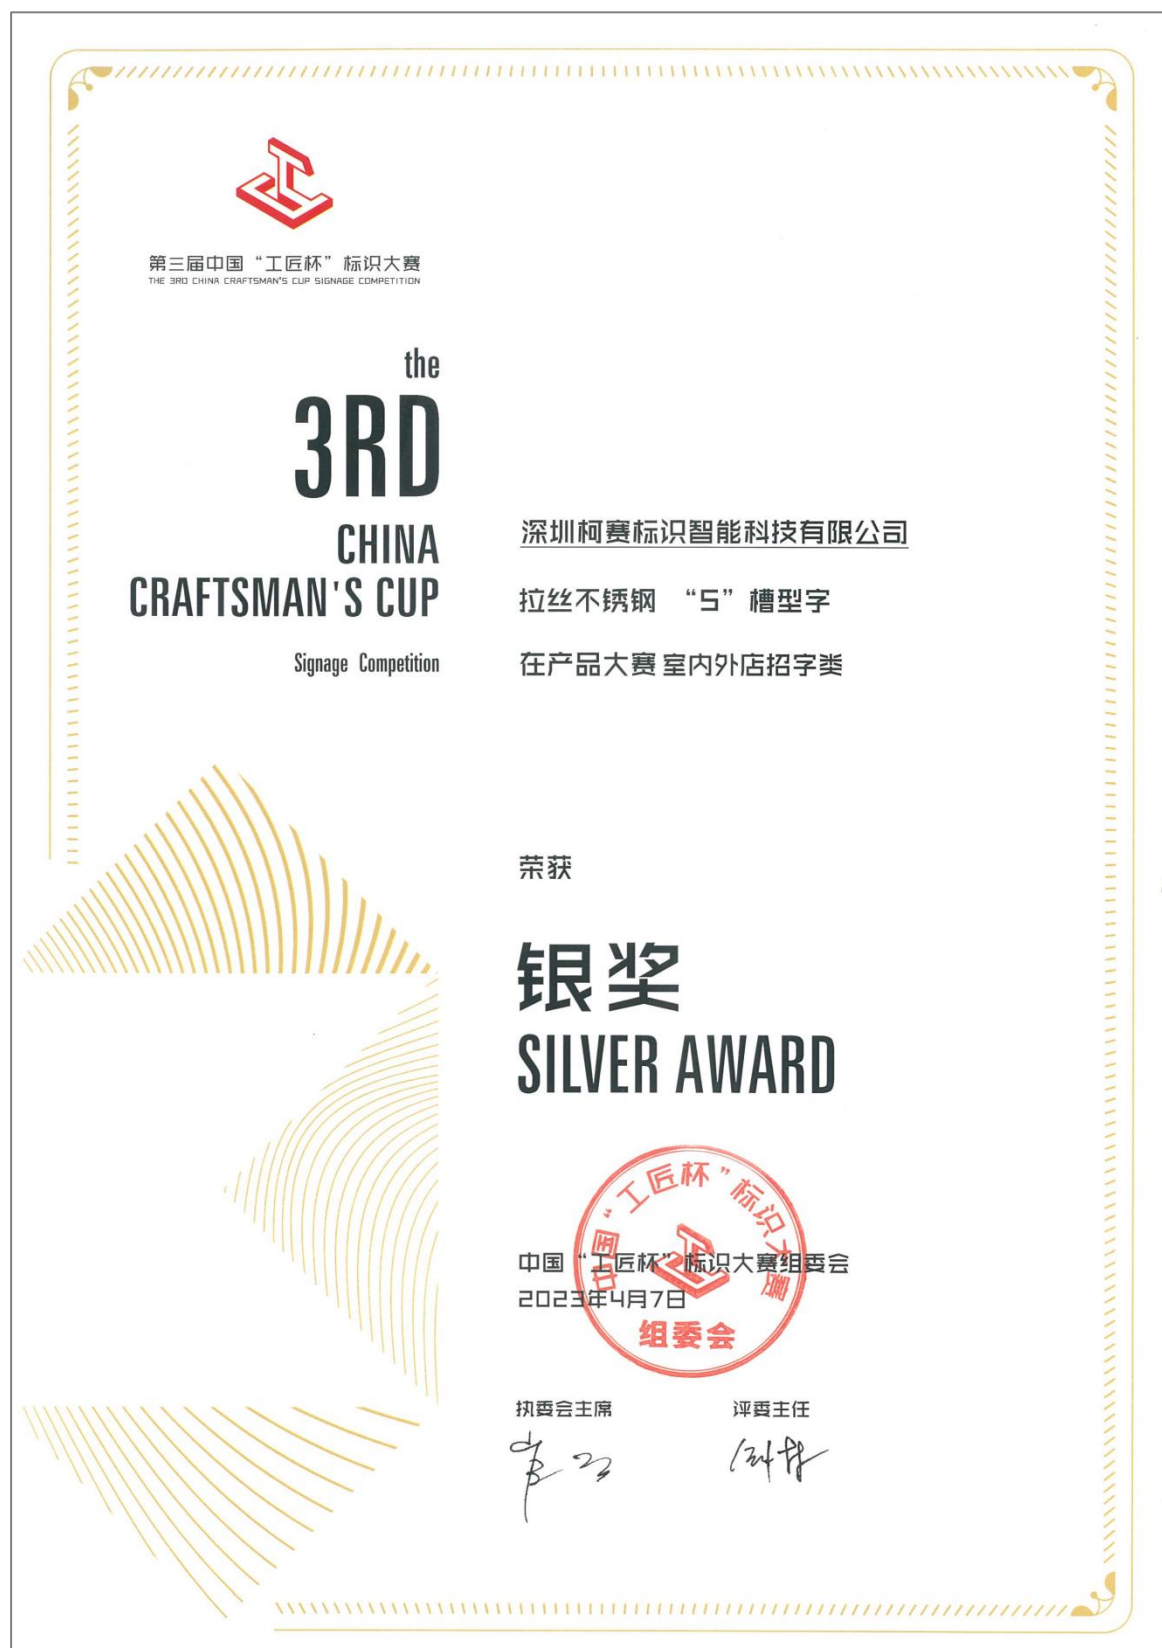 第三届中国“工匠杯”标识大赛
THE 3RD CHINA CRAFTSMAN'S CUP SIGNAGE COMPETITION
the
3RD
CHINA
CRAFTSMAN'S CUP
Signage Competition
深圳柯赛标识智能科技有限公司
拉丝不锈钢 “S”槽型字
在产品大赛 室内外店招字类
荣获
银奖
SILVER AWARD
中国“工匠杯”标识大赛
组委会
中国“工匠杯”标识大赛组委会
2023年4月7日
执委会主席 评委主任